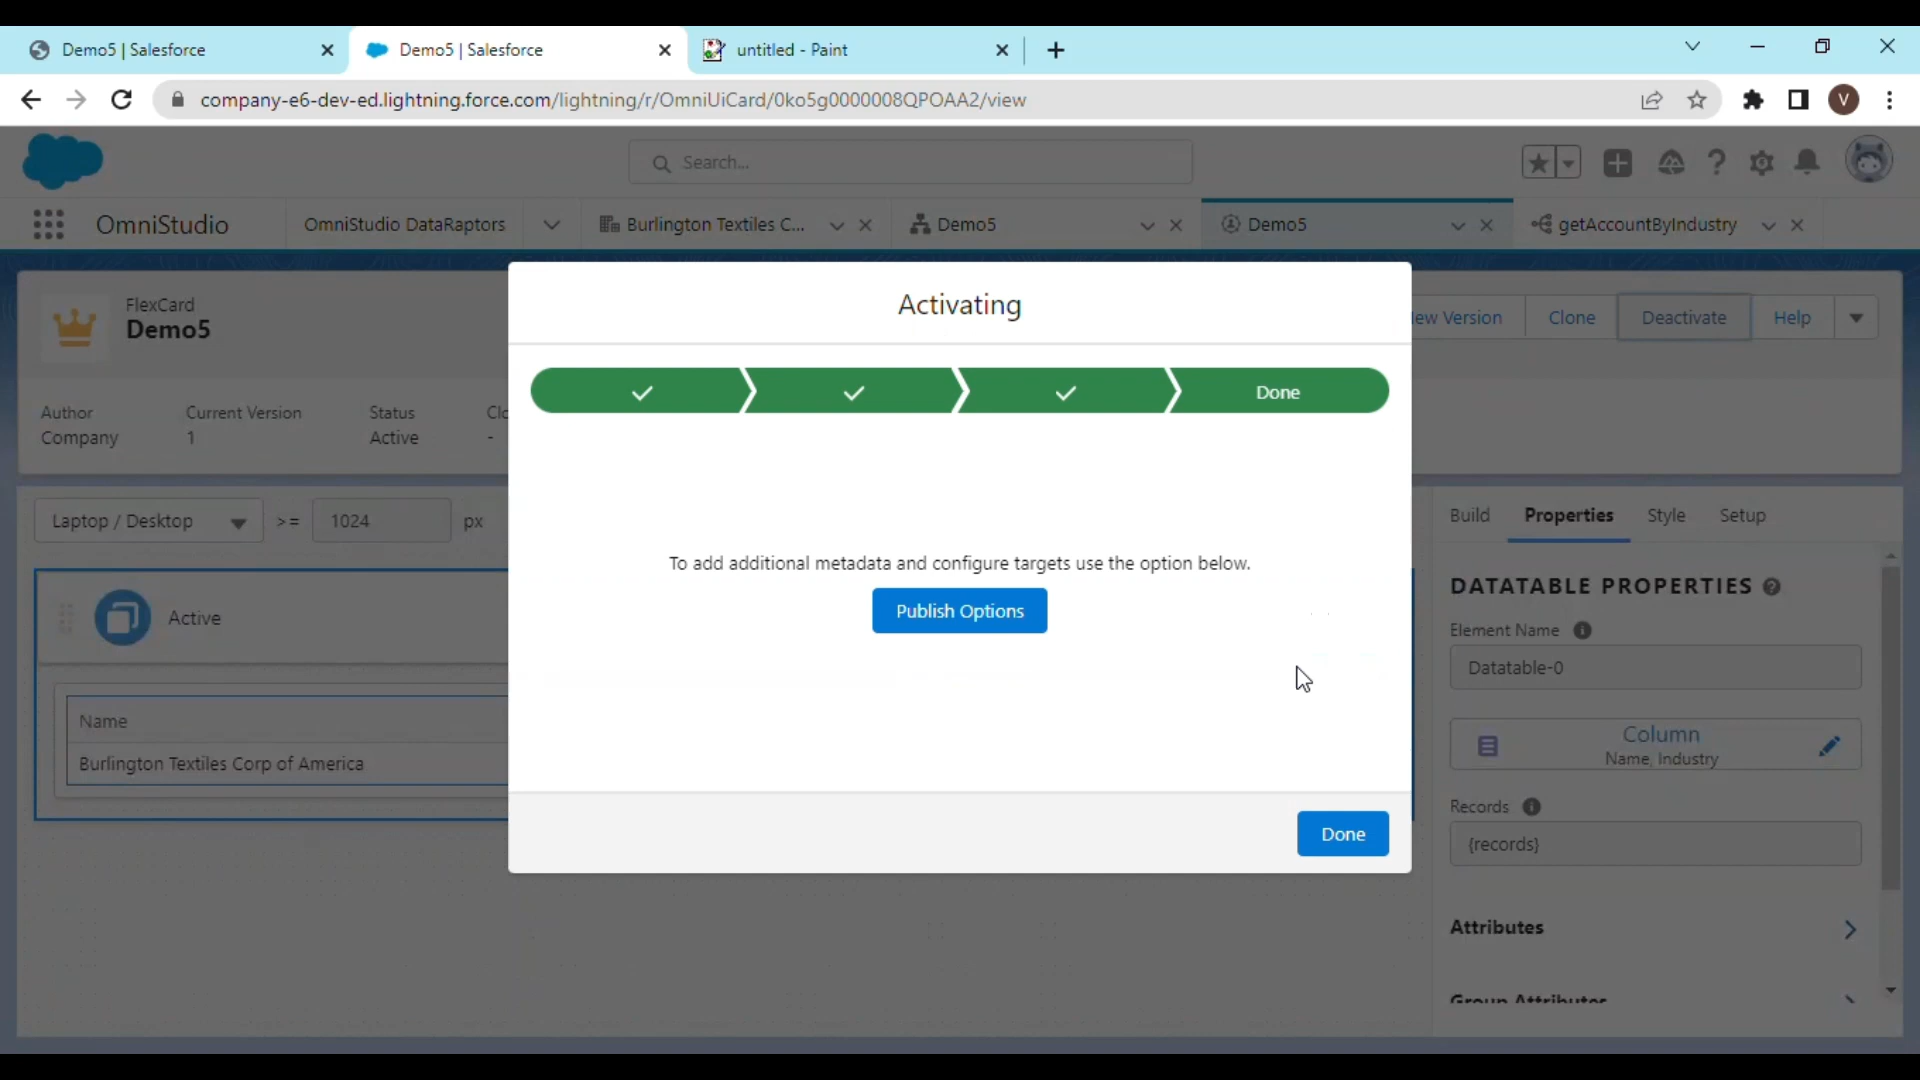 Demo5 | Salesforce
Demo5 | Salesforce
untitled - Paint
company-e6-dev-ed.lightning.force.com/lightning/r/OmniUiCard/0ko5g0000008QPOAA2/view
V
Search...
OmniStudio
OmniStudio DataRaptors
Burlington Textiles C...
Demo5
Demo5
getAccountByIndustry
FlexCard
Demo5
Activating
ew Version
Clone
Deactivate
Help
Done
Author
Company
Current Version
1
Status
Active
Clo
-
Laptop / Desktop
>=
1024
px
Build
Properties
Style
Setup
To add additional metadata and configure targets use the option below.
Publish Options
DATATABLE PROPERTIES
Element Name
Datatable-0
Active
Name
Burlington Textiles Corp of America
Column
Name, Industry
Records
{records}
Done
Attributes
Group Attributes